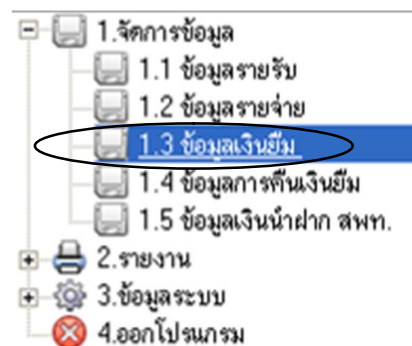 1.จัดการข้อมูล
1.1 ข้อมูลรายรับ
1.2 ข้อมูลรายจ่าย
1.3 ข้อมูลเงินยืม
1.4 ข้อมูลการคืนเงินยืม
1.5 ข้อมูลเงินนำฝาก สพท.
2.รายงาน
3.ข้อมูลระบบ
4.ออกโปรแกรม